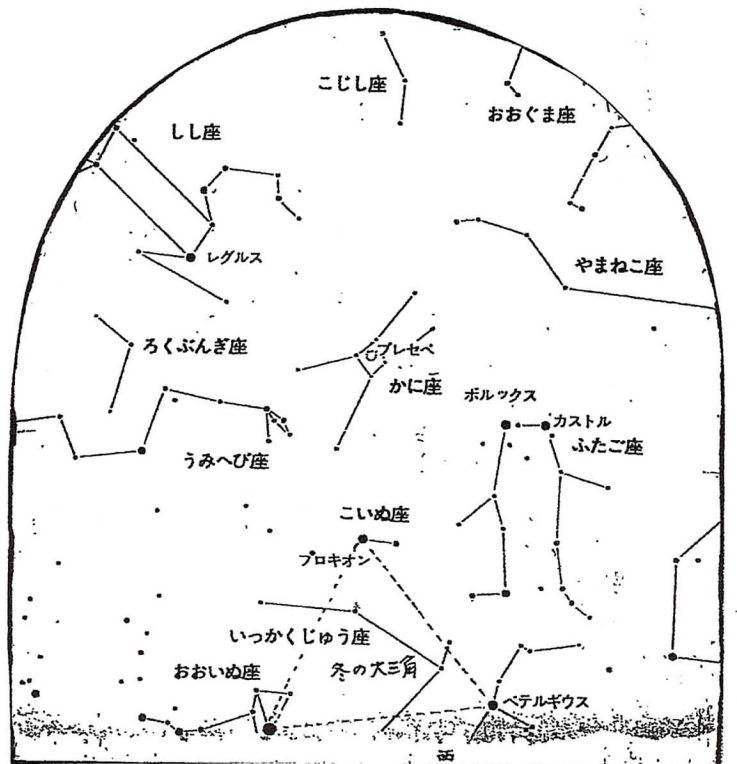 こじし座
おおぐま座
しし座
レグルス
やまねこ座
ろくぶんぎ座
プレセペ
かに座
ポルックス
カストル
ふたご座
うみへび座
こいぬ座
プロキオン
いっかくじゅう座
おおいぬ座
冬の大三角
ベテルギウス
西